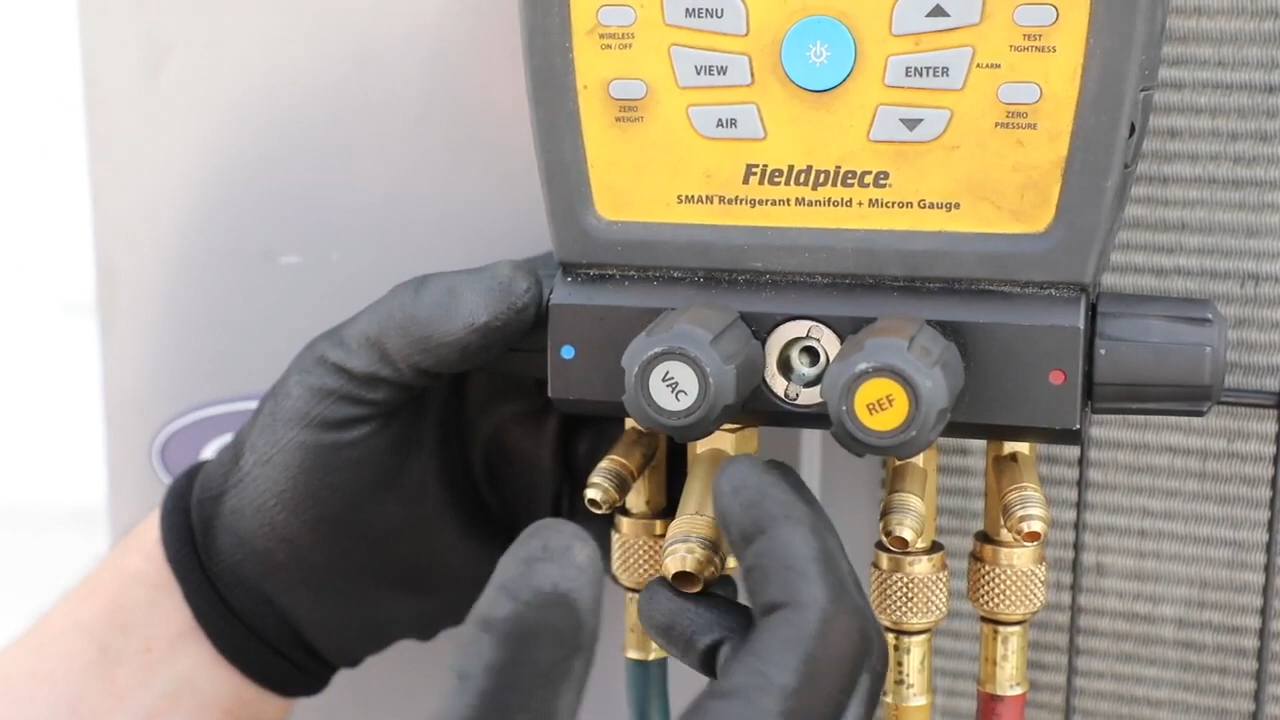 MENU
WIRELESS
ON / OFF
TEST
TIGHTNESS
VIEW
ENTER
ALARM
ZERO
WEIGHT
AIR
ZERO
PRESSURE
Fieldpiece
SMAN™ Refrigerant Manifold + Micron Gauge
VAC
REF